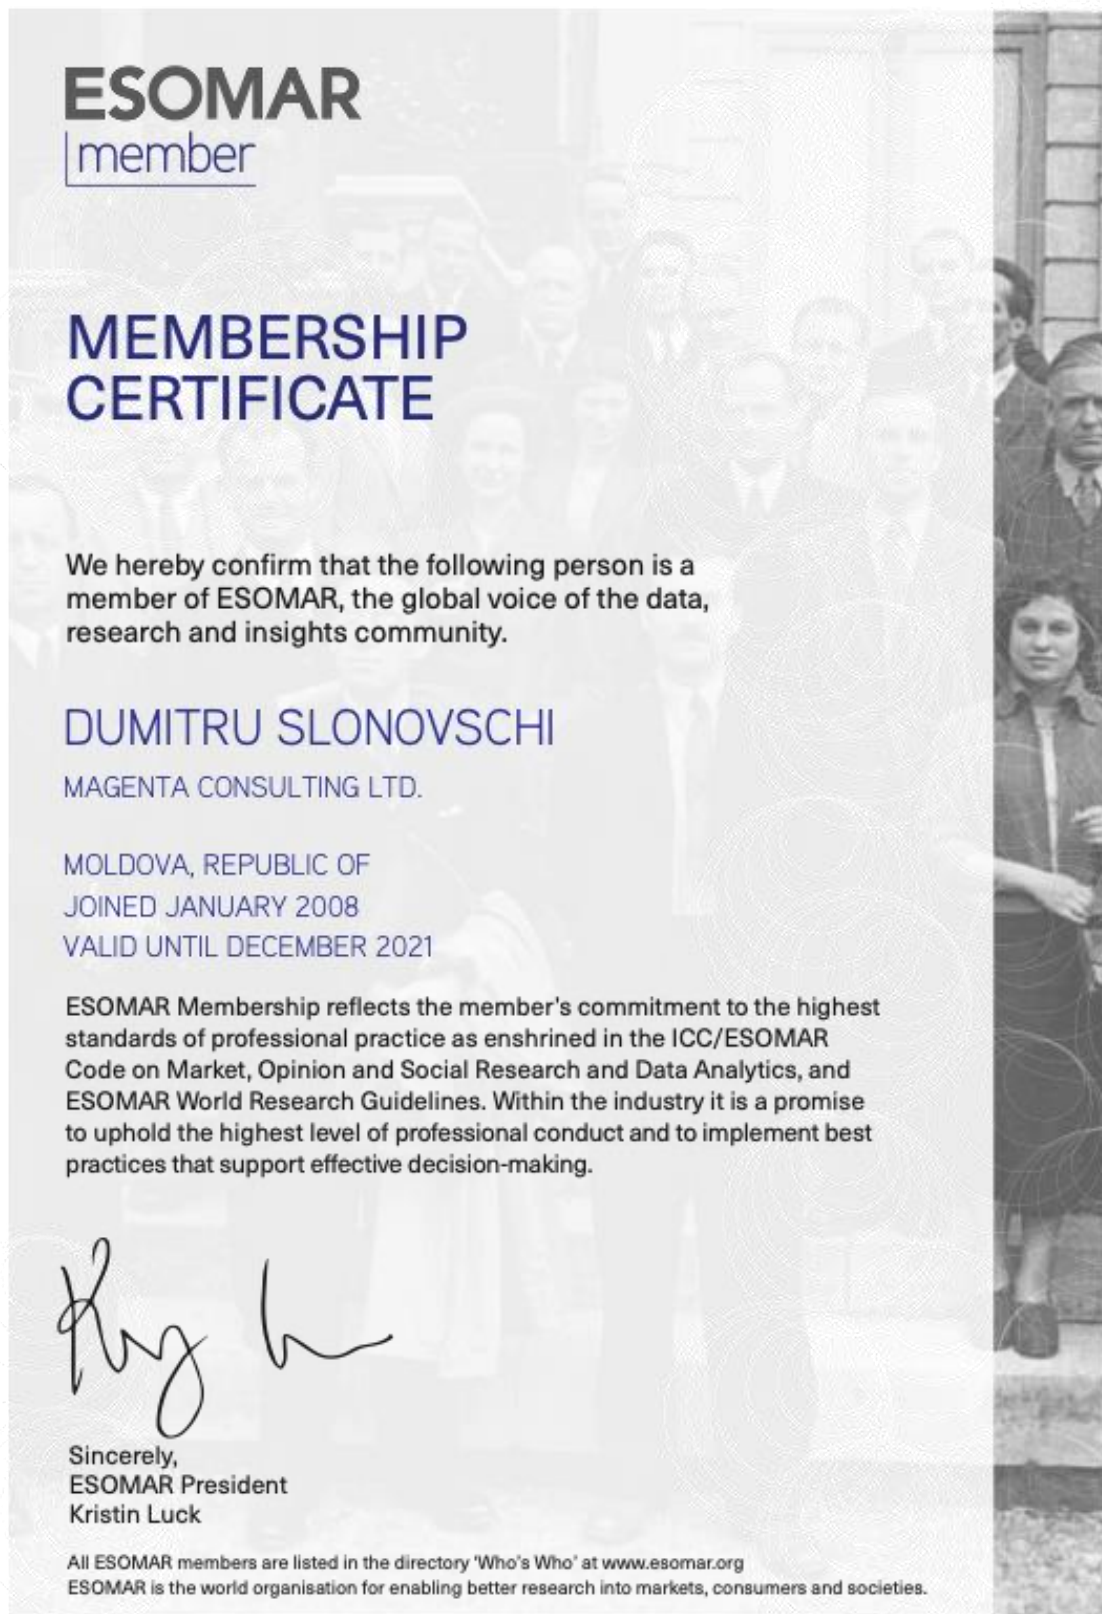 ESOMAR
member
MEMBERSHIP
CERTIFICATE
We hereby confirm that the following person is a
member of ESOMAR, the global voice of the data,
research and insights community.
DUMITRU SLONOVSCHI
MAGENTA CONSULTING LTD.
MOLDOVA, REPUBLIC OF
JOINED JANUARY 2008
VALID UNTIL DECEMBER 2021
ESOMAR Membership reflects the member's commitment to the highest
standards of professional practice as enshrined in the ICC/ESOMAR
Code on Market, Opinion and Social Research and Data Analytics, and
ESOMAR World Research Guidelines. Within the industry it is a promise
to uphold the highest level of professional conduct and to implement best
practices that support effective decision-making.
Sincerely,
ESOMAR President
Kristin Luck
All ESOMAR members are listed in the directory 'Who's Who' at www.esomar.org
ESOMAR is the world organisation for enabling better research into markets, consumers and societies.